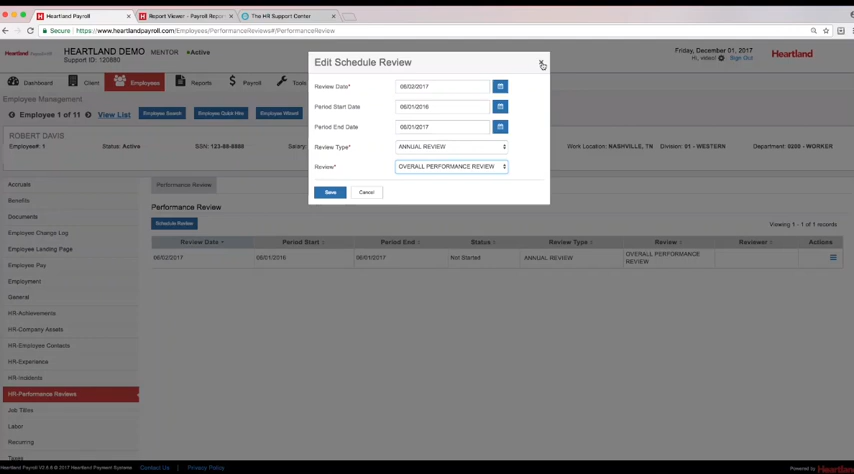 Heartland Payroll
Report Viewer - Payroll Report
The HR Support Center
Secure
https://www.heartlandpayroll.com/Employees/PerformanceReviews#/PerformanceReview
Heartland
HEARTLAND DEMO MENTOR •Active
Support ID: 120880
Friday, December 01, 2017
Hi, video! Sign Out
Heartland
Dashboard
Client
Employees
Reports
Payroll
Tools
Employee Management
Employee 1 of 11
View List
Employee Search
Employee Quick Hire
Employee Wizard
ROBERT DAVIS
Employee#: 1
Status: Active
SSN: 123-88-8888
Salary:
Work Location: NASHVILLE, TN
Division: 01 - WESTERN
Department: 0200 - WORKER
Edit Schedule Review
×
Review Date* 06/02/2017
Period Start Date 06/01/2016
Period End Date 06/01/2017
Review Type* ANNUAL REVIEW
Review* OVERALL PERFORMANCE REVIEW
Save
Cancel
Accruals
Benefits
Documents
Employee Change Log
Employee Landing Page
Employee Pay
Employment
General
HR-Achievements
HR-Company Assets
HR-Employee Contacts
HR-Experience
HR-Incidents
HR-Performance Reviews
Job Titles
Labor
Recurring
Taxes
Performance Review
Performance Review
Schedule Review
Viewing 1 - 1 of 1 records
Review Date Period Start Period End Status Review Type Review Reviewer Actions
06/02/2017 06/01/2016 06/01/2017 Not Started ANNUAL REVIEW OVERALL PERFORMANCE
REVIEW
© 2017 Heartland Payment Systems
Contact Us | Privacy Policy
Powered by Heartland